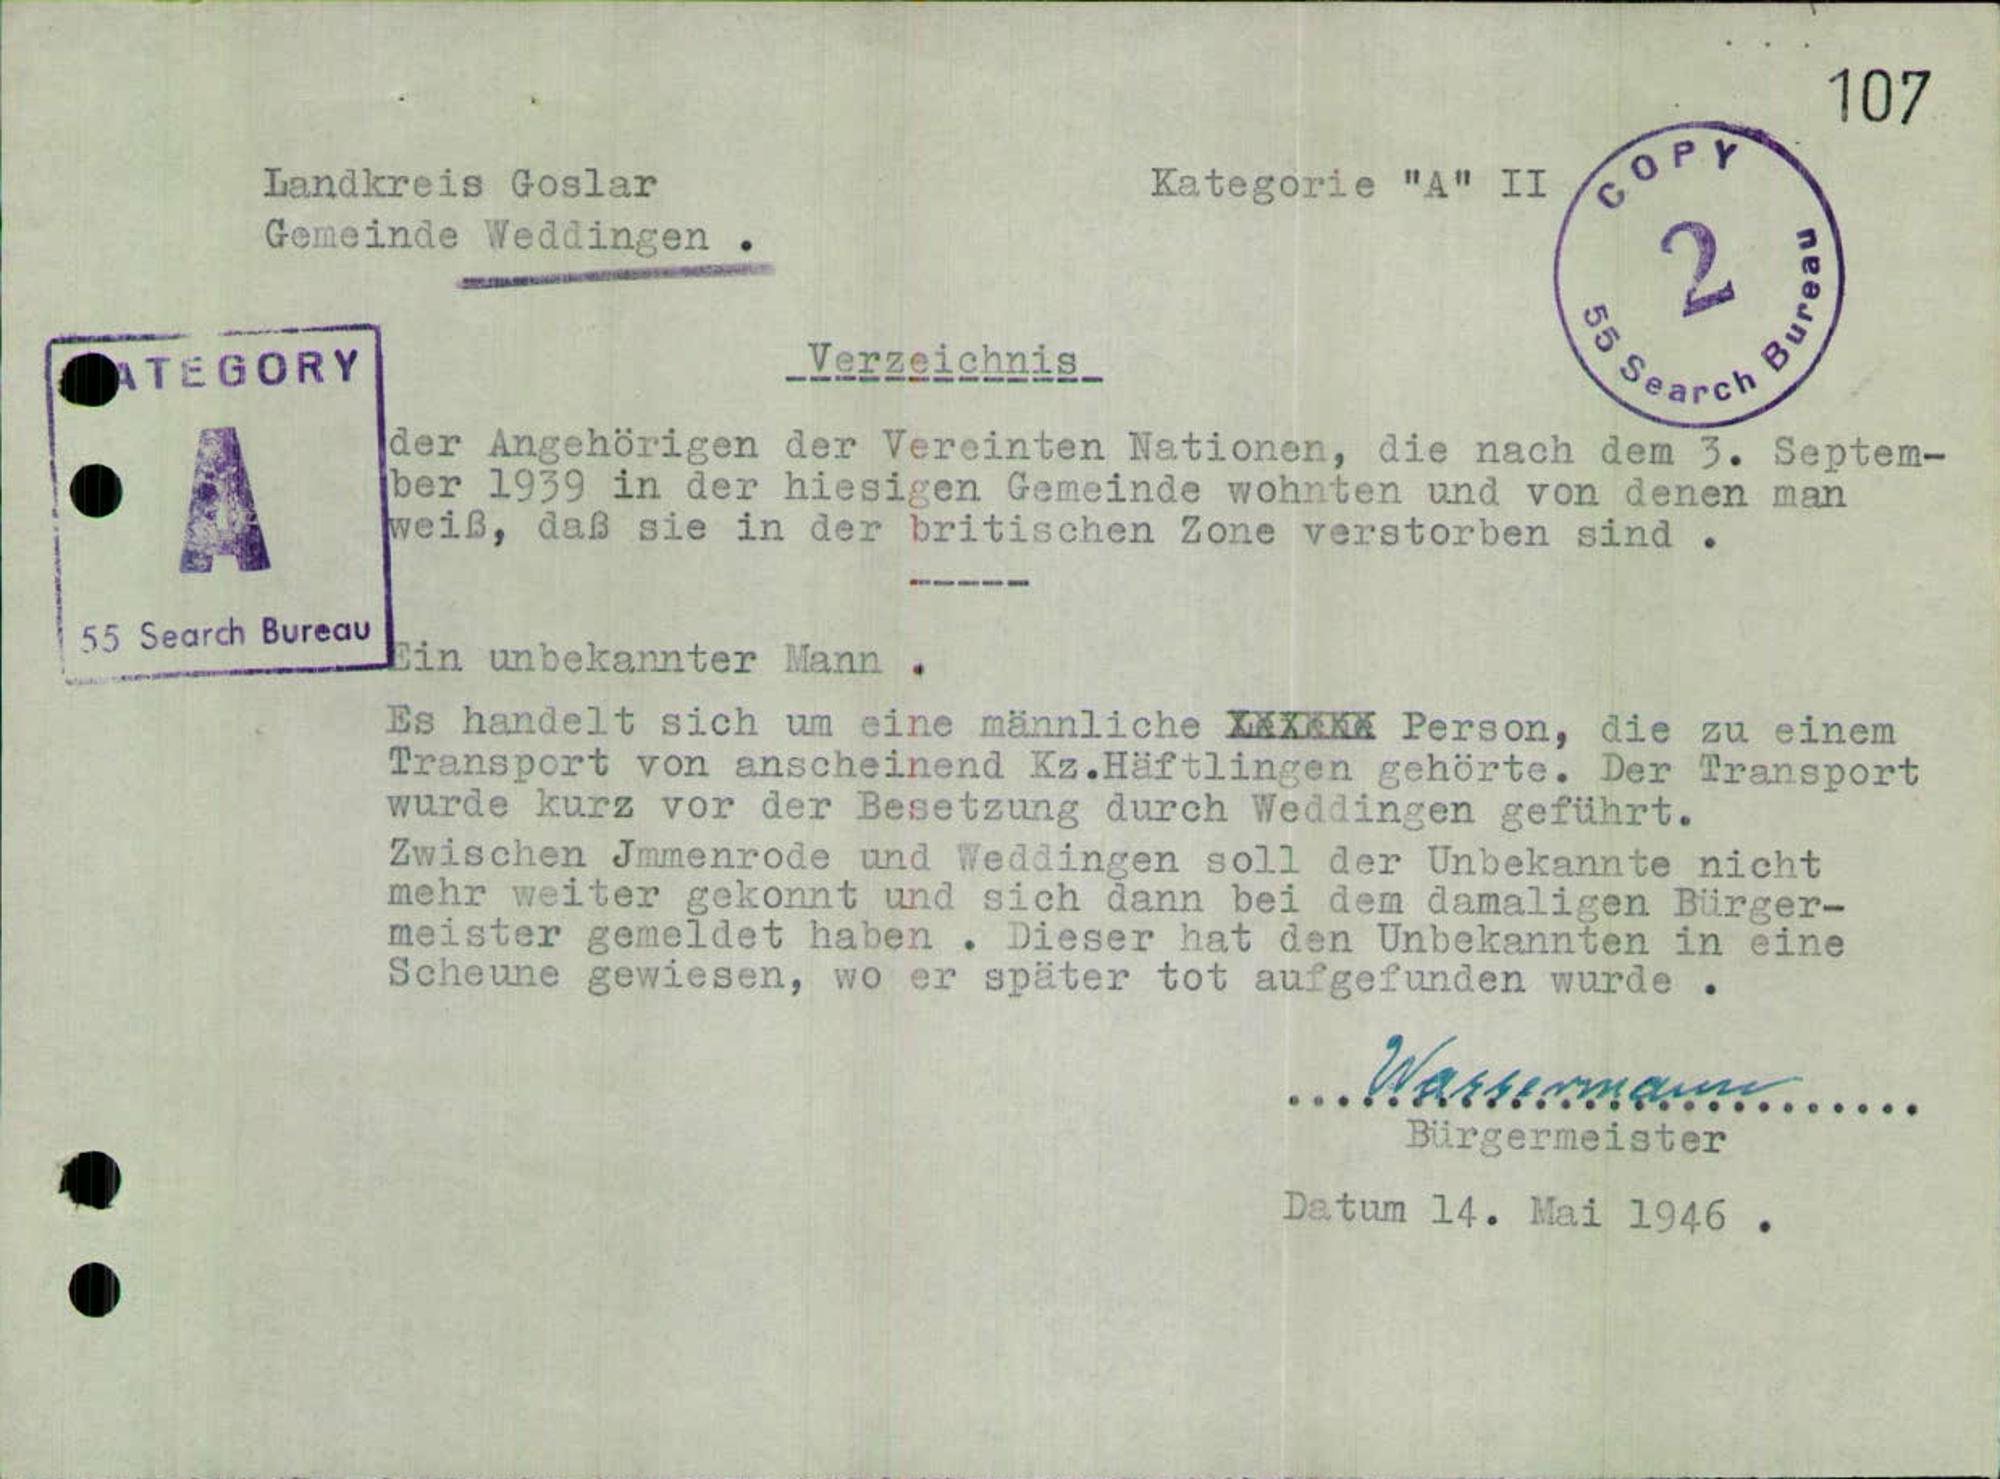 107
Landkreis Goslar
Kategorie "A" II
Gemeinde Weddingen .
COPY
2
55 Search Bureau
CATEGORY
A
55 Search Bureau
Verzeichnis
der Angehörigen der Vereinten Nationen, die nach dem 3. Septem-
ber 1939 in der hiesigen Gemeinde wohnten und von denen man
weiß, daß sie in der britischen Zone verstorben sind .
-----
Ein unbekannter Mann .
Es handelt sich um eine männliche Person, die zu einem
Transport von anscheinend Kz.Häftlingen gehörte. Der Transport
wurde kurz vor der Besetzung durch Weddingen geführt.
Zwischen Jmmenrode und Weddingen soll der Unbekannte nicht
mehr weiter gekonnt und sich dann bei dem damaligen Bürger-
meister gemeldet haben . Dieser hat den Unbekannten in eine
Scheune gewiesen, wo er später tot aufgefunden wurde .
Wassermann
Bürgermeister
Datum 14. Mai 1946 .